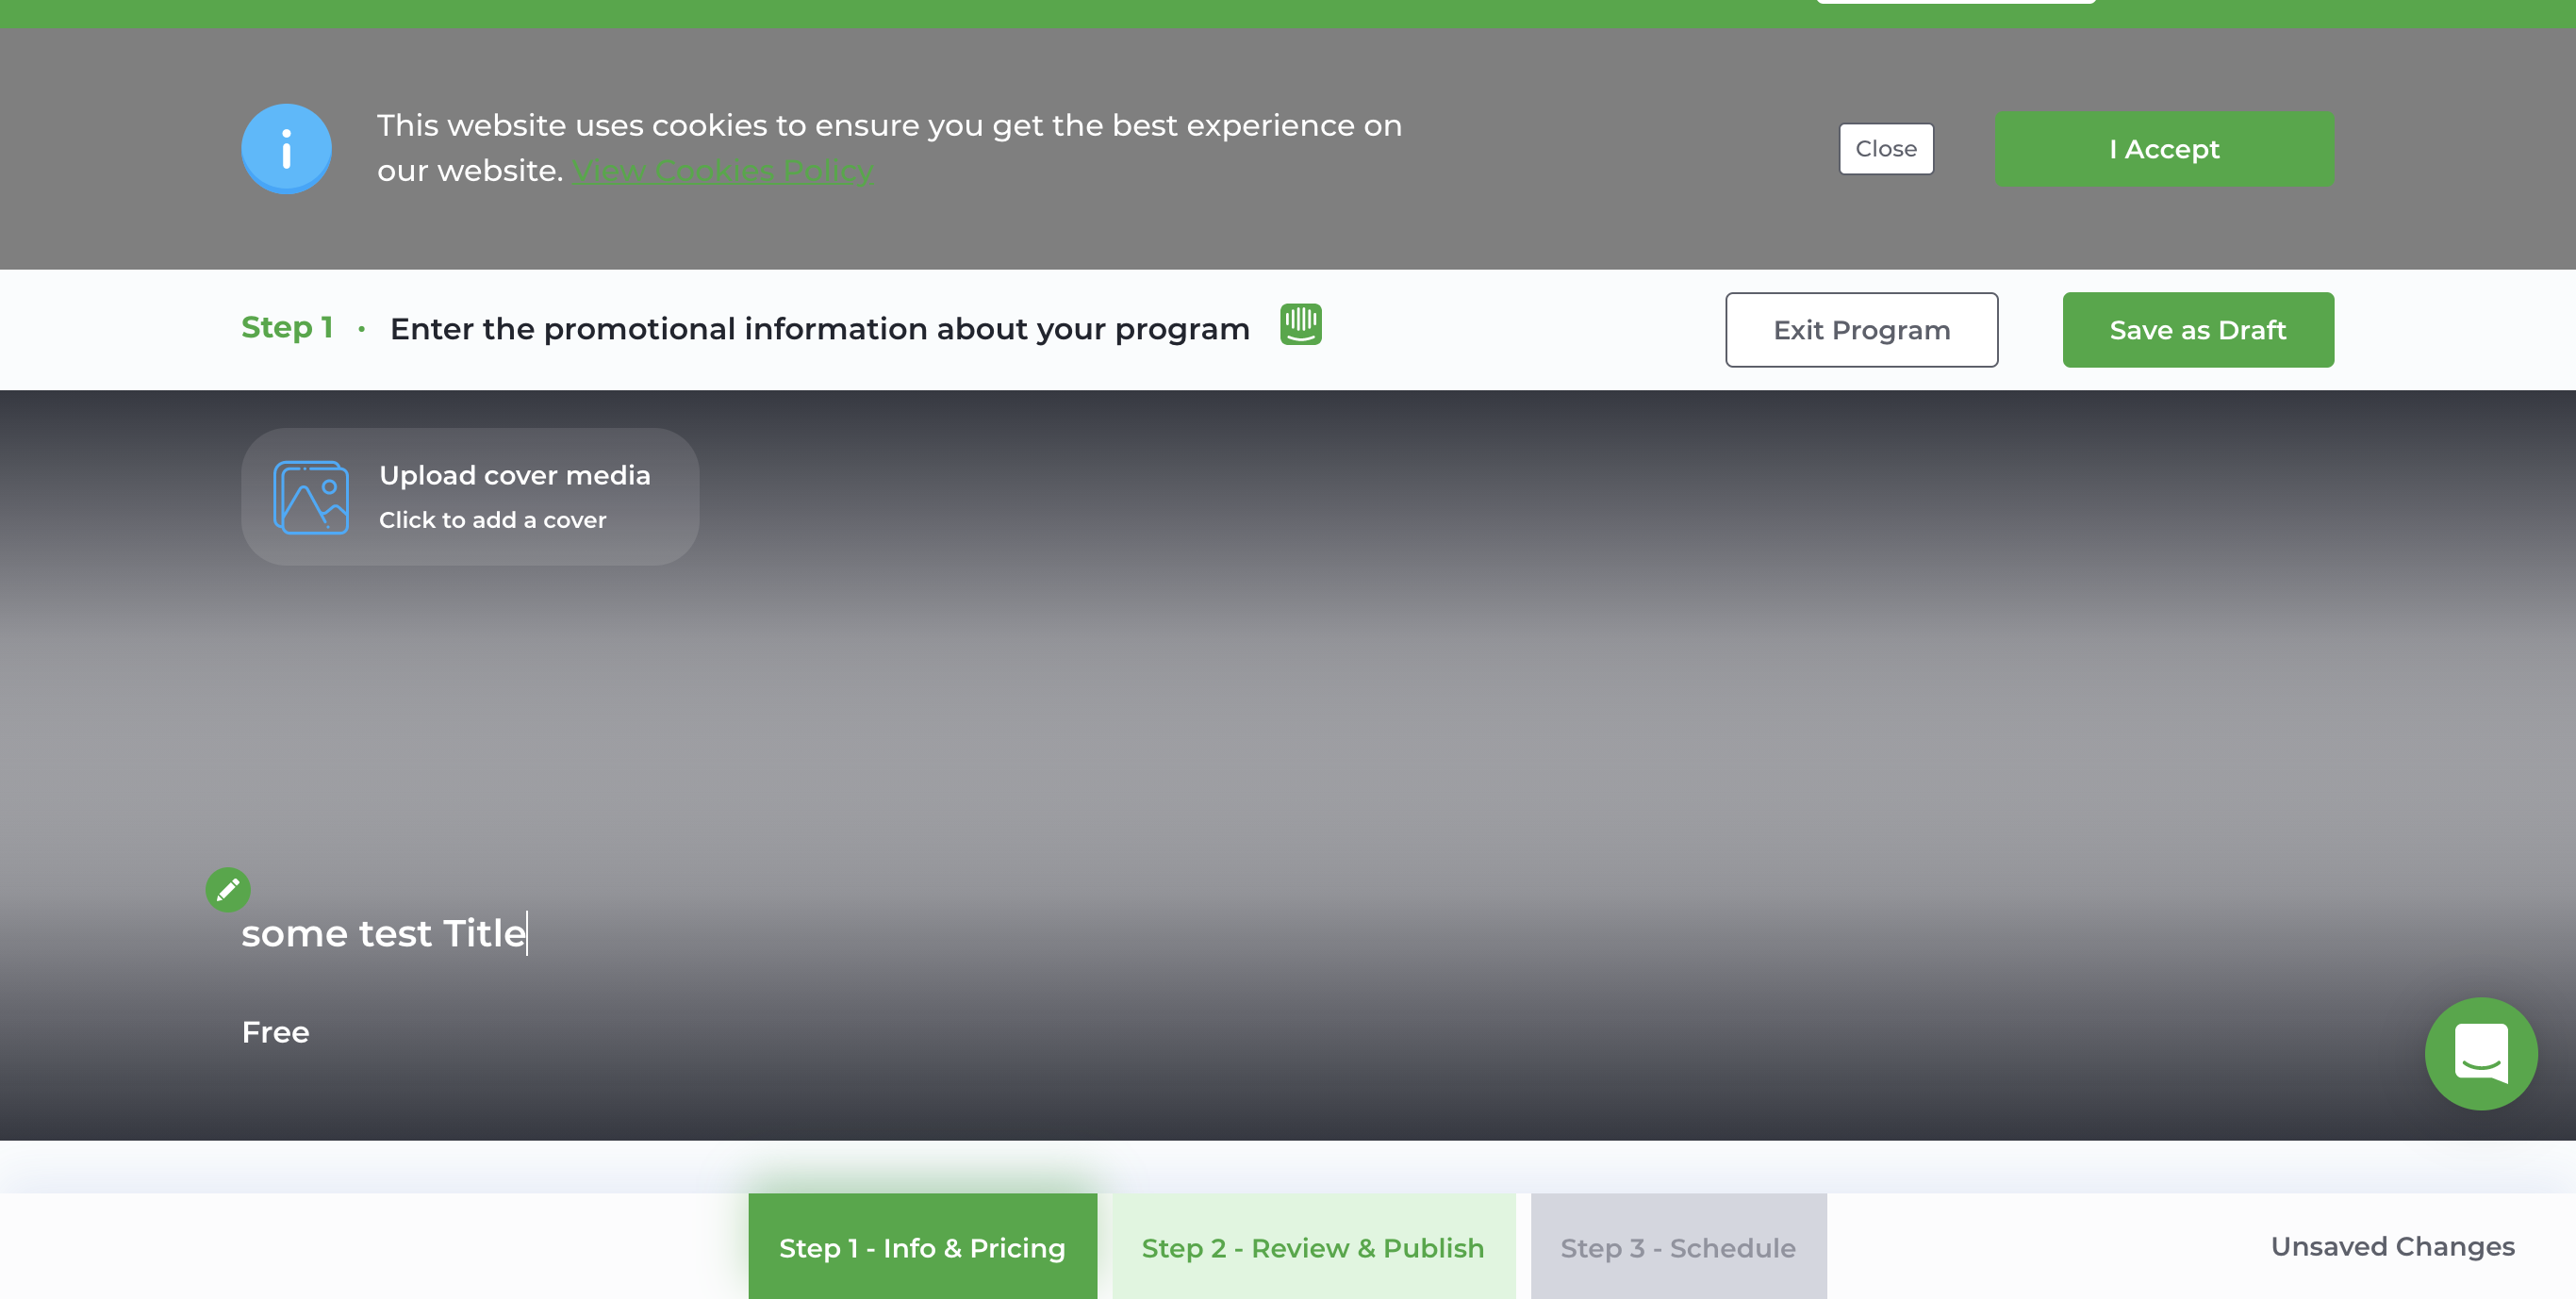 This website uses cookies to ensure you get the best experience on
our website. View Cookies Policy
Close
I Accept
Step 1 · Enter the promotional information about your program
Exit Program
Save as Draft
Upload cover media
Click to add a cover
some test Title
Free
Step 1 - Info & Pricing
Step 2 - Review & Publish
Step 3 - Schedule
Unsaved Changes